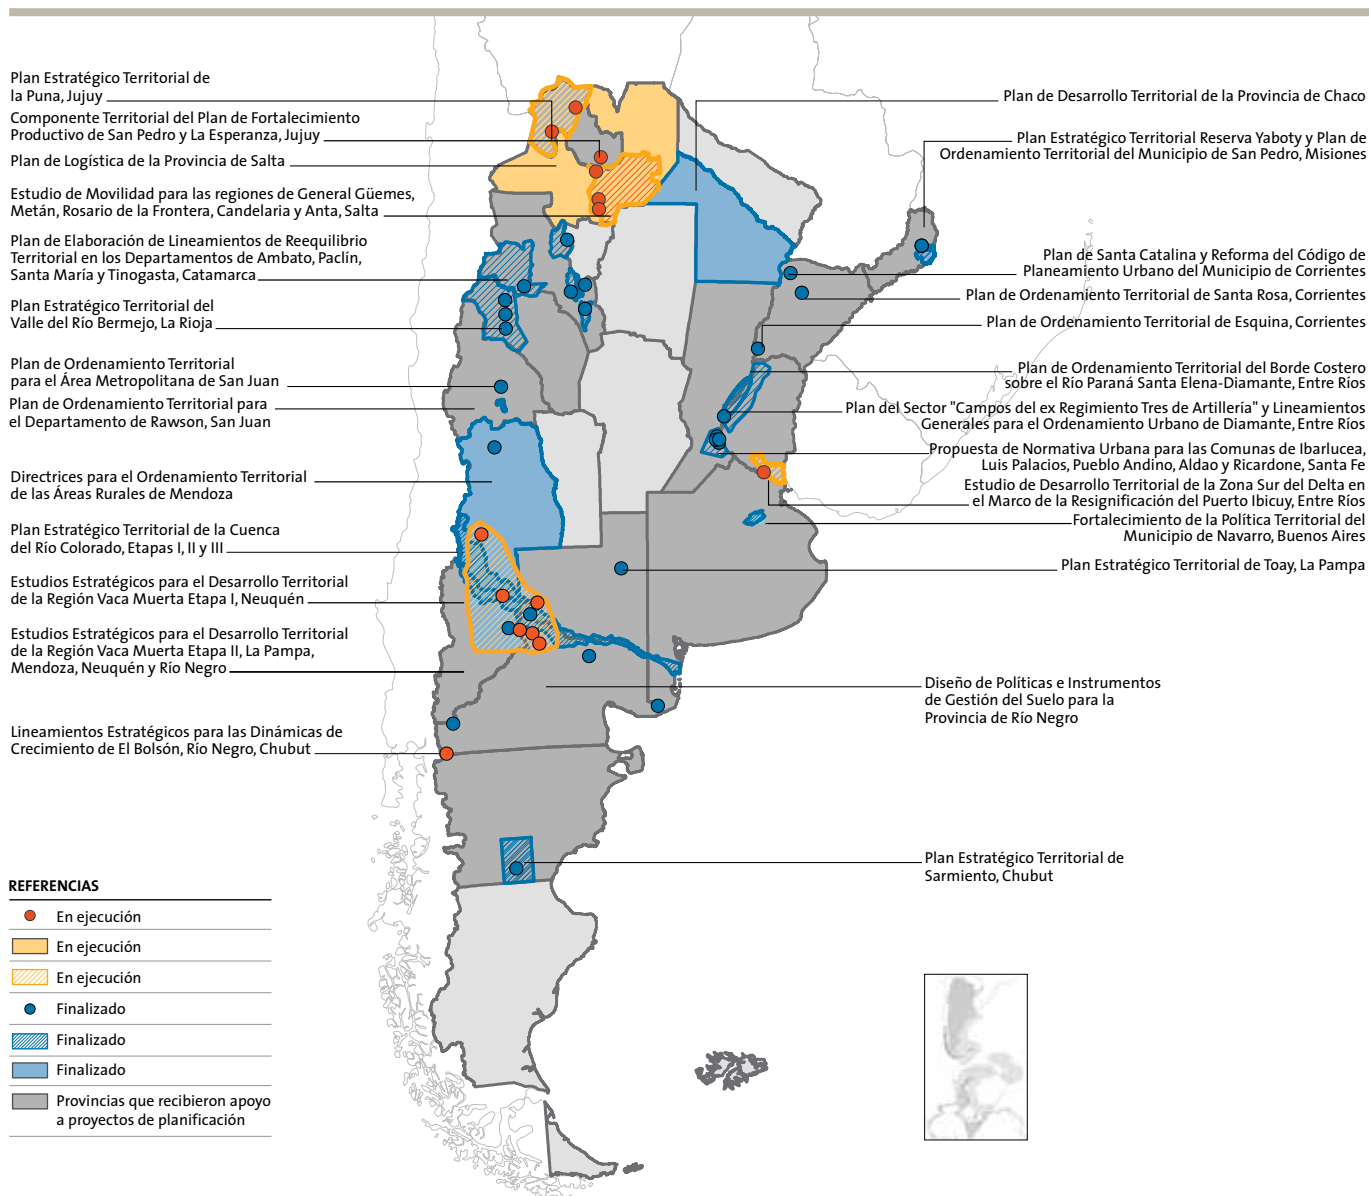 Plan Estratégico Territorial de
la Puna, Jujuy
Componente Territorial del Plan de Fortalecimiento
Productivo de San Pedro y La Esperanza, Jujuy
Plan de Logística de la Provincia de Salta
Estudio de Movilidad para las regiones de General Güemes,
Metán, Rosario de la Frontera, Candelaria y Anta, Salta
Plan de Elaboración de Lineamientos de Reequilibrio
Territorial en los Departamentos de Ambato, Paclín,
Santa María y Tinogasta, Catamarca
Plan Estratégico Territorial del
Valle del Río Bermejo, La Rioja
Plan de Ordenamiento Territorial
para el Área Metropolitana de San Juan
Plan de Ordenamiento Territorial para
el Departamento de Rawson, San Juan
Directrices para el Ordenamiento Territorial
de las Áreas Rurales de Mendoza
Plan Estratégico Territorial de la Cuenca
del Río Colorado, Etapas I, II y III
Estudios Estratégicos para el Desarrollo Territorial
de la Región Vaca Muerta Etapa I, Neuquén
Estudios Estratégicos para el Desarrollo Territorial
de la Región Vaca Muerta Etapa II, La Pampa,
Mendoza, Neuquén y Río Negro
Lineamientos Estratégicos para las Dinámicas de
Crecimiento de El Bolsón, Río Negro, Chubut
Plan de Desarrollo Territorial de la Provincia de Chaco
Plan Estratégico Territorial Reserva Yaboty y Plan de
Ordenamiento Territorial del Municipio de San Pedro, Misiones
Plan de Santa Catalina y Reforma del Código de
Planeamiento Urbano del Municipio de Corrientes
Plan de Ordenamiento Territorial de Santa Rosa, Corrientes
Plan de Ordenamiento Territorial de Esquina, Corrientes
Plan de Ordenamiento Territorial del Borde Costero
sobre el Río Paraná Santa Elena-Diamante, Entre Ríos
Plan del Sector "Campos del ex Regimiento Tres de Artillería" y Lineamientos
Generales para el Ordenamiento Urbano de Diamante, Entre Ríos
Propuesta de Normativa Urbana para las Comunas de Ibarlucea,
Luis Palacios, Pueblo Andino, Aldao y Ricardone, Santa Fe
Estudio de Desarrollo Territorial de la Zona Sur del Delta en
el Marco de la Resignificación del Puerto Ibicuy, Entre Ríos
Fortalecimiento de la Política Territorial del
Municipio de Navarro, Buenos Aires
Plan Estratégico Territorial de Toay, La Pampa
Diseño de Políticas e Instrumentos
de Gestión del Suelo para la
Provincia de Río Negro
Plan Estratégico Territorial de
Sarmiento, Chubut
REFERENCIAS
En ejecución
En ejecución
En ejecución
Finalizado
Finalizado
Finalizado
Provincias que recibieron apoyo
a proyectos de planificación